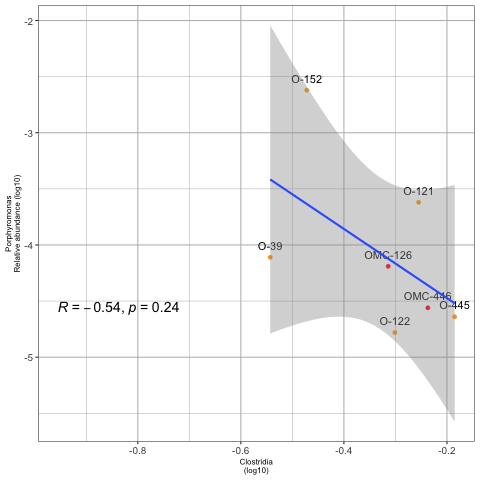 -2
-3
-4
-5
Porphyromonas
Relative abundance (log10)
O-152
O-121
O-39
OMC-126
OMC-446
O-445
O-122
R = −0.54, p = 0.24
-0.8 -0.6 -0.4 -0.2
Clostridia
(log10)